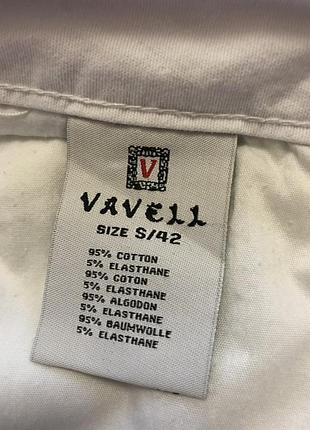 V
VAVELL
SIZE S/42
95% COTTON
5% ELASTHANE
95% COTON
5% ELASTHANE
95% ALGODON
5% ELASTHANE
95% BAUMWOLLE
5% ELASTHANE